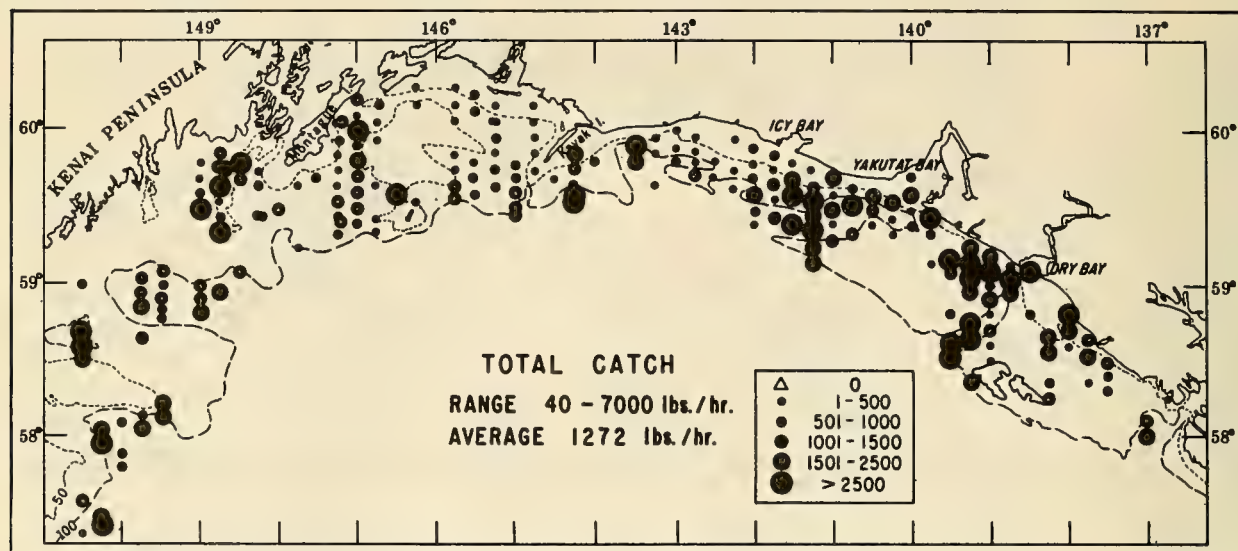 149° 146° 143° 140° 137°
KENAI PENINSULA
Montague
Kayak I.
ICY BAY
YAKUTAT BAY
DRY BAY
60° 60°
59° 59°
58° 58°
50
100
TOTAL CATCH
RANGE 40 – 7000 lbs./hr.
AVERAGE 1272 lbs./hr.
0
1-500
501-1000
1001-1500
1501-2500
> 2500